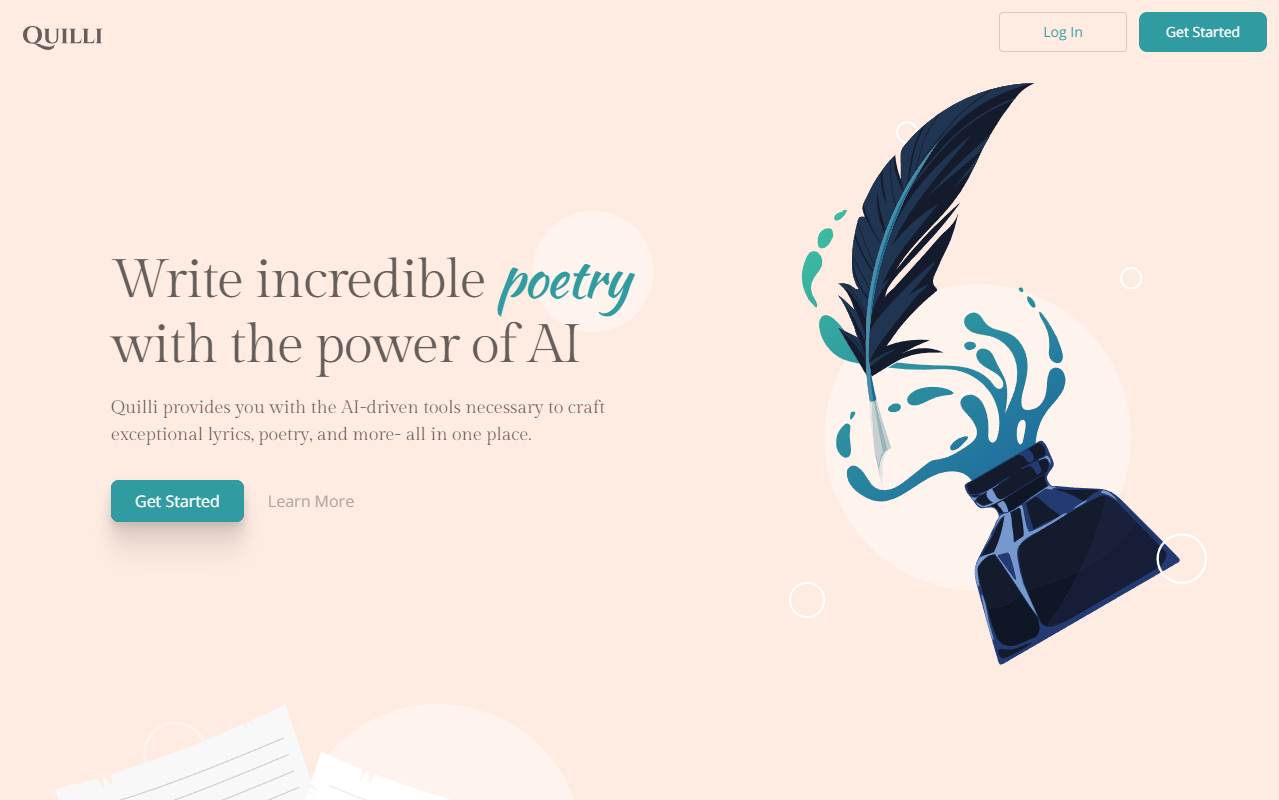 QUILLI
Log In
Get Started
Write incredible poetry
with the power of AI
Quilli provides you with the AI-driven tools necessary to craft
exceptional lyrics, poetry, and more- all in one place.
Get Started
Learn More